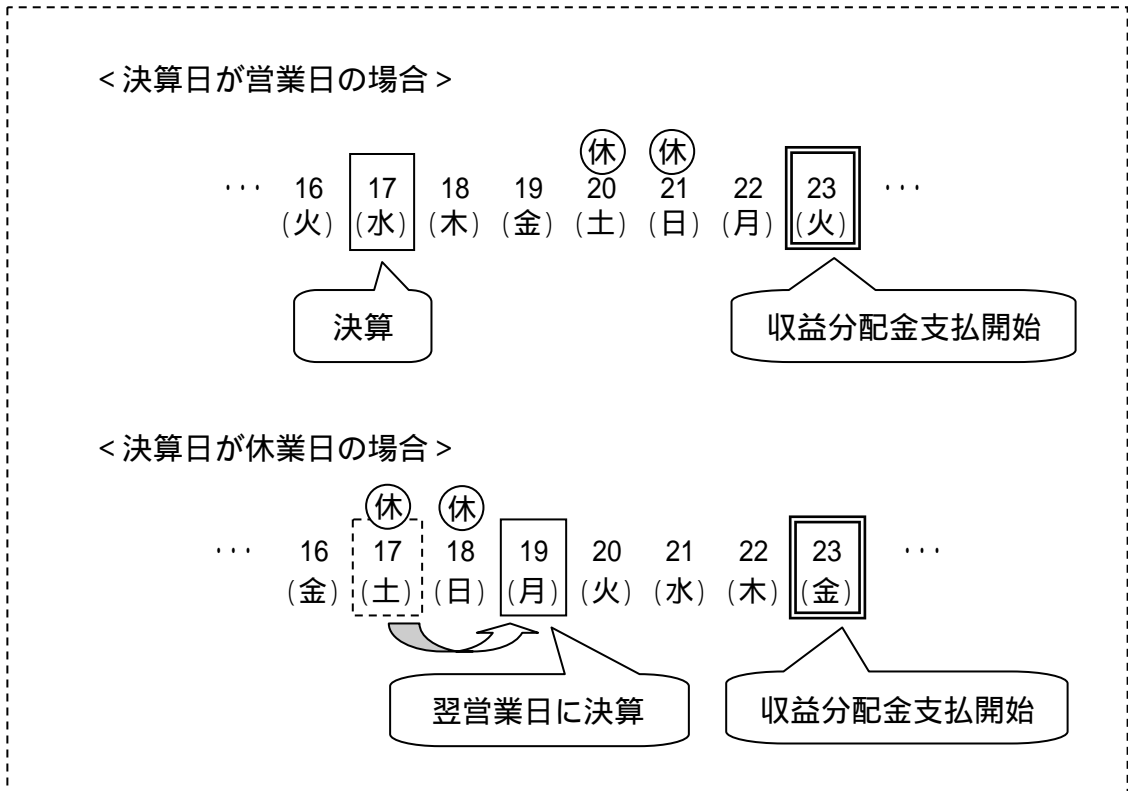 <決算日が営業日の場合>
休 休
… 16 17 18 19 20 21 22 23 …
(火) (水) (木) (金) (土) (日) (月) (火)
決算 収益分配金支払開始
<決算日が休業日の場合>
休 休
… 16 17 18 19 20 21 22 23 …
(金) (土) (日) (月) (火) (水) (木) (金)
翌営業日に決算 収益分配金支払開始